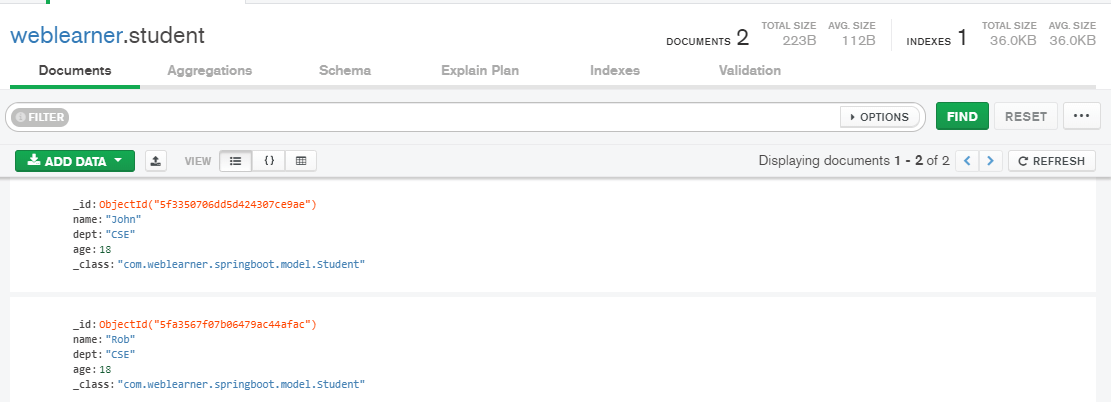 weblearner.student
DOCUMENTS 2 TOTAL SIZE 223B AVG. SIZE 112B INDEXES 1 TOTAL SIZE 36.0KB AVG. SIZE 36.0KB
Documents Aggregations Schema Explain Plan Indexes Validation
FILTER OPTIONS FIND RESET ...
ADD DATA VIEW {} Displaying documents 1 - 2 of 2 < > REFRESH
_id: ObjectId("5f3350706dd5d424307ce9ae")
name: "John"
dept: "CSE"
age: 18
_class: "com.weblearner.springboot.model.Student"
_id: ObjectId("5fa3567f07b06479ac44afac")
name: "Rob"
dept: "CSE"
age: 18
_class: "com.weblearner.springboot.model.Student"